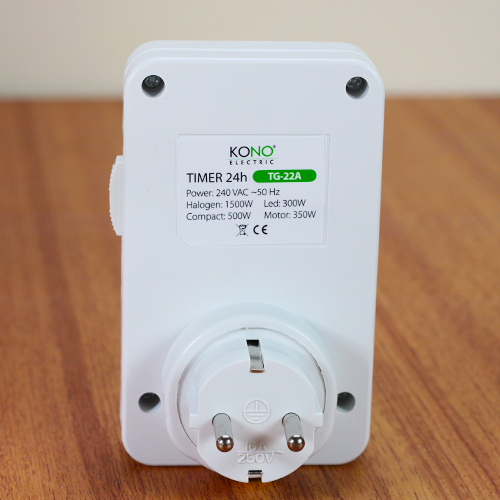 KONO®
ELECTRIC
TIMER 24h TG-22A
Power: 240 VAC ~50 Hz
Halogen: 1500W Led: 300W
Compact: 500W Motor: 350W
CE
16A
250V~